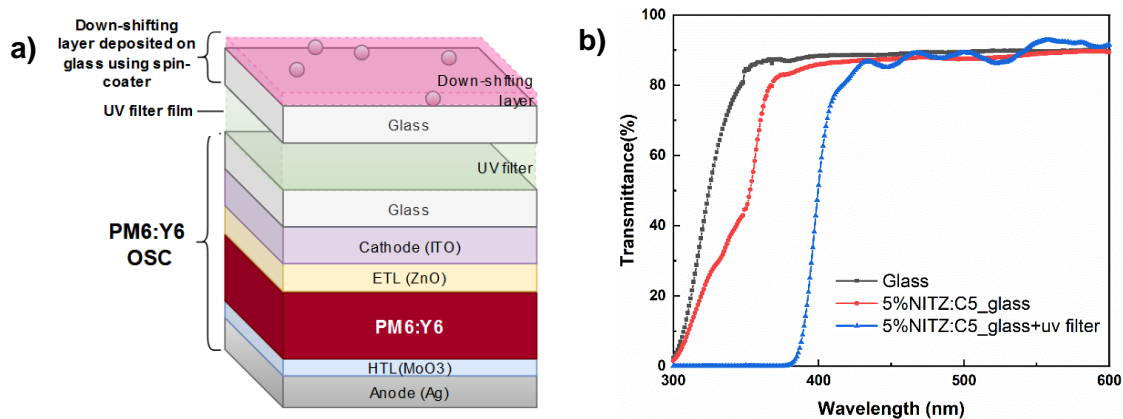 a)
Down-shifting
layer deposited on
glass using spin-
coater
UV filter film
PM6:Y6
OSC
Down-shifting
layer
Glass
UV filter
Glass
Cathode (ITO)
ETL (ZnO)
PM6:Y6
HTL(MoO3)
Anode (Ag)
b)
Transmittance(%)
100
80
60
40
20
0
300
400
500
600
Wavelength (nm)
Glass
5%NITZ:C5_glass
5%NITZ:C5_glass+uv filter